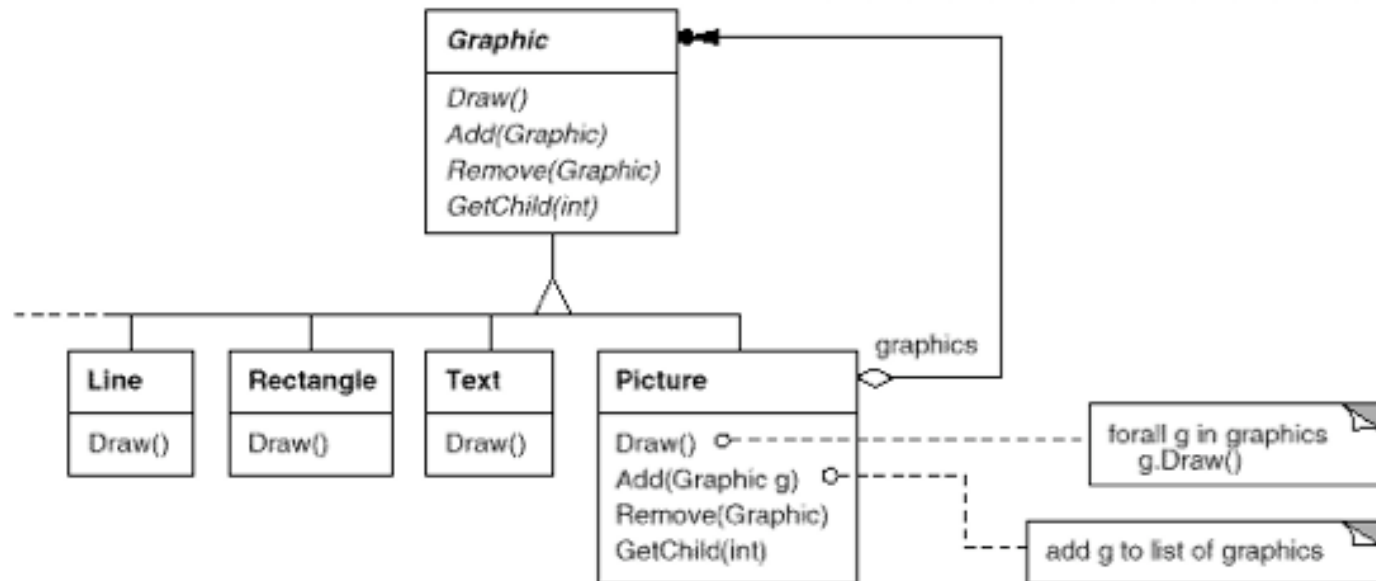 Graphic
Draw()
Add(Graphic)
Remove(Graphic)
GetChild(int)
graphics
Line
Draw()
Rectangle
Draw()
Text
Draw()
Picture
Draw()
Add(Graphic g)
Remove(Graphic)
GetChild(int)
forall g in graphics
g.Draw()
add g to list of graphics